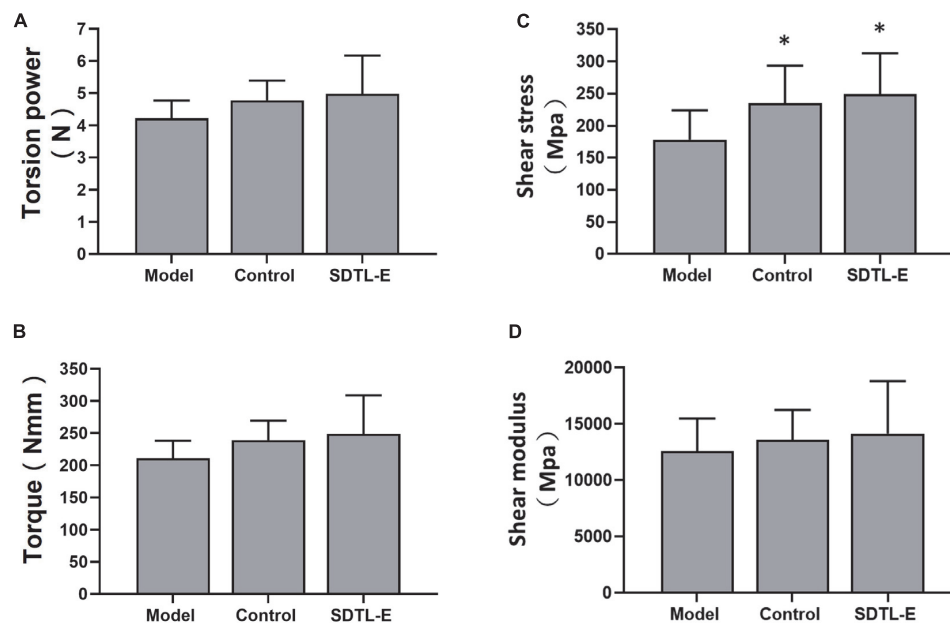 A
Torsion power
( N )
7
6
5
4
3
2
1
0
Model Control SDTL-E
C
Shear stress
( Mpa )
350
300
250
200
150
100
50
0
* *
Model Control SDTL-E
B
Torque ( Nmm )
350
300
250
200
150
100
50
0
Model Control SDTL-E
D
Shear modulus
( Mpa )
20000
15000
10000
5000
0
Model Control SDTL-E